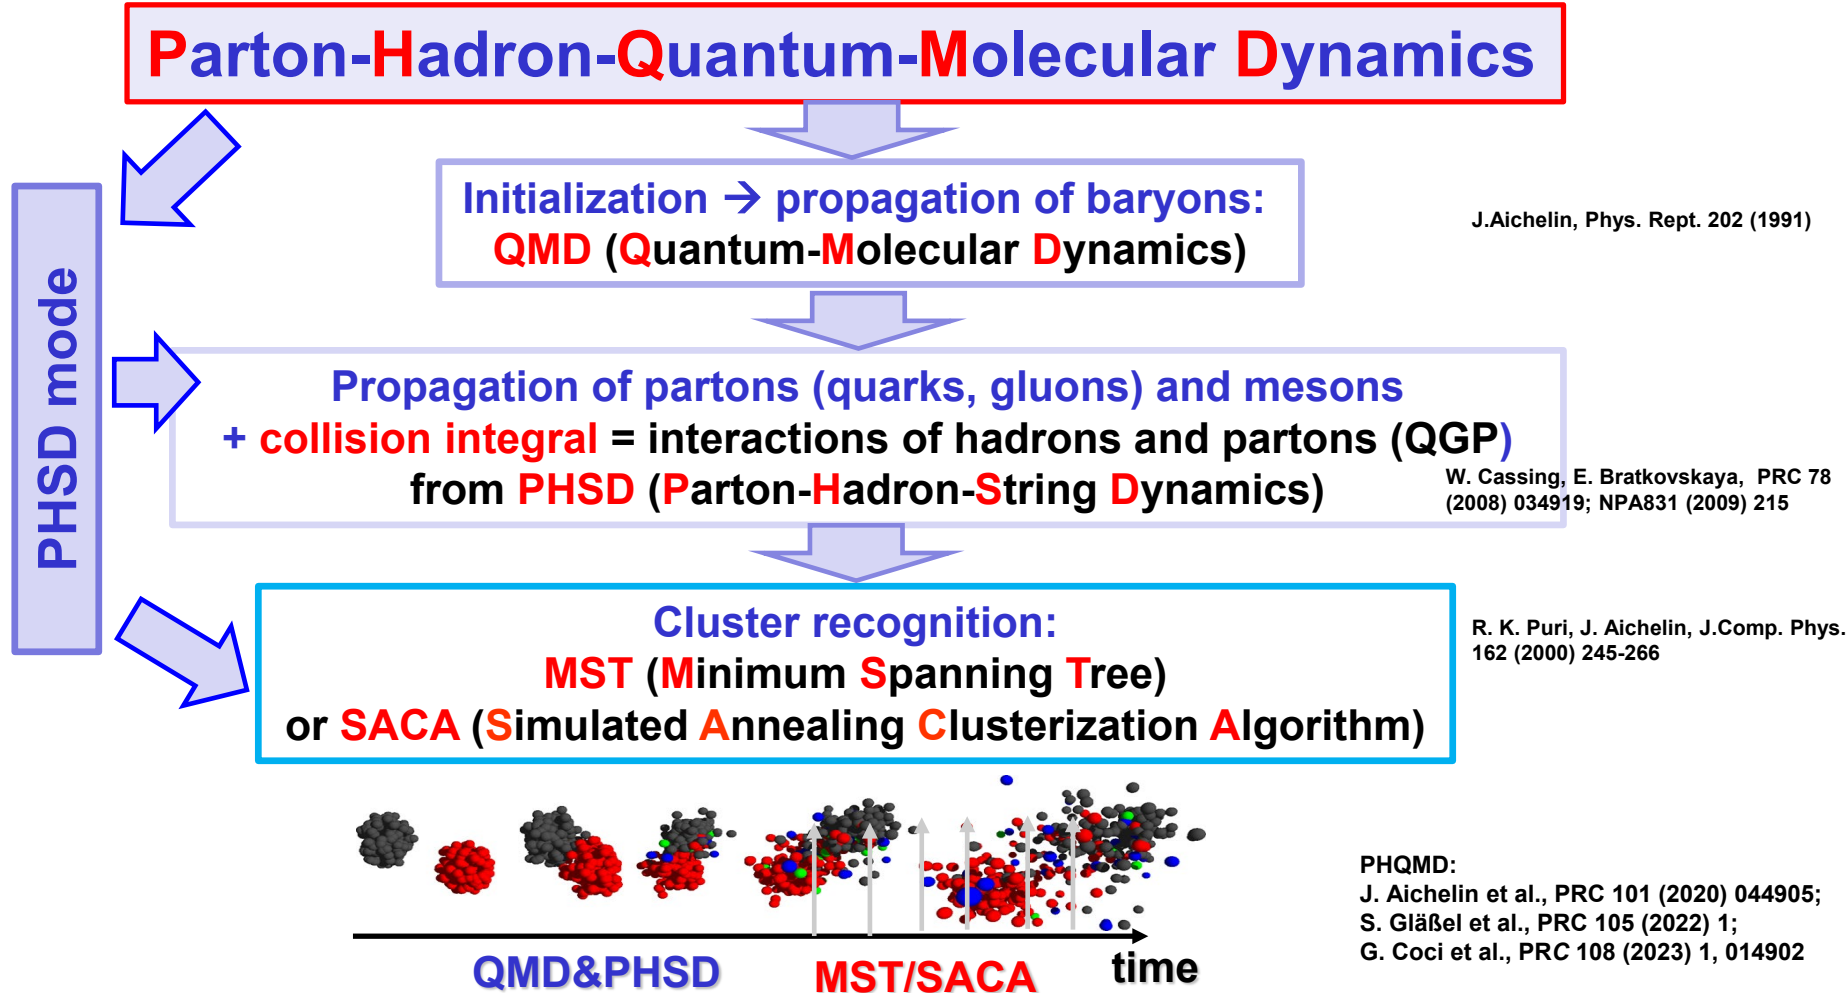 Parton-Hadron-Quantum-Molecular Dynamics
Initialization → propagation of baryons:
QMD (Quantum-Molecular Dynamics)
J.Aichelin, Phys. Rept. 202 (1991)
PHSD mode
Propagation of partons (quarks, gluons) and mesons
+ collision integral = interactions of hadrons and partons (QGP)
from PHSD (Parton-Hadron-String Dynamics)
W. Cassing, E. Bratkovskaya, PRC 78
(2008) 034919; NPA831 (2009) 215
Cluster recognition:
MST (Minimum Spanning Tree)
or SACA (Simulated Annealing Clusterization Algorithm)
R. K. Puri, J. Aichelin, J.Comp. Phys.
162 (2000) 245-266
QMD&PHSD
MST/SACA
time
PHQMD:
J. Aichelin et al., PRC 101 (2020) 044905;
S. Gläßel et al., PRC 105 (2022) 1;
G. Coci et al., PRC 108 (2023) 1, 014902